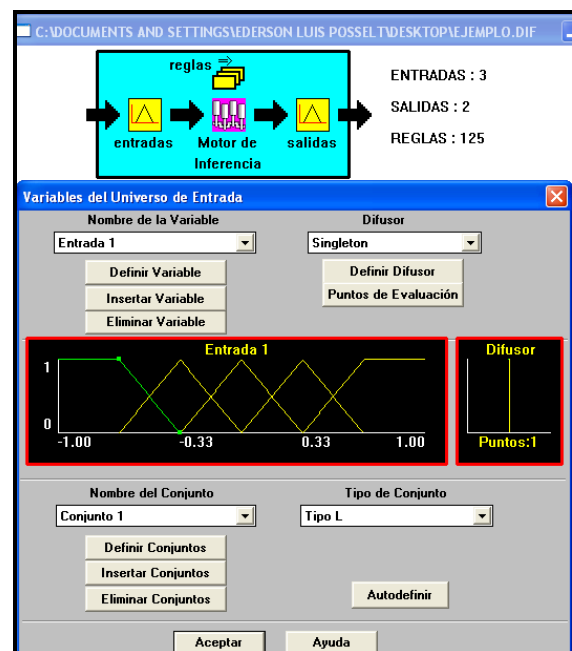 C:\DOCUMENTS AND SETTINGS\EDERSON LUIS POSSELT\DESKTOP\EJEMPLO.DIF
reglas
entradas
Motor de
Inferencia
salidas
ENTRADAS : 3
SALIDAS : 2
REGLAS : 125
Variables del Universo de Entrada
Nombre de la Variable
Difusor
Entrada 1
Singleton
Definir Variable
Definir Difusor
Insertar Variable
Puntos de Evaluación
Eliminar Variable
Entrada 1
1
0
-1.00
-0.33
0.33
1.00
Difusor
Puntos:1
Nombre del Conjunto
Tipo de Conjunto
Conjunto 1
Tipo L
Definir Conjuntos
Insertar Conjuntos
Eliminar Conjuntos
Autodefinir
Aceptar
Ayuda